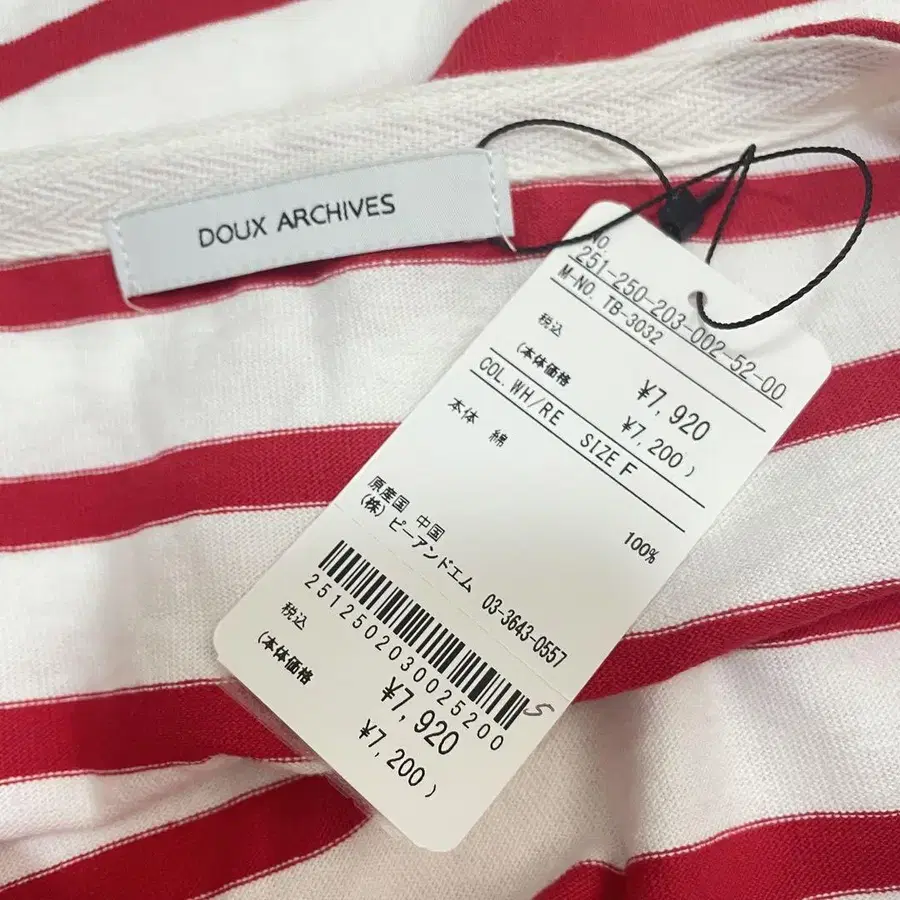 DOUX ARCHIVES
NO.
251-250-203-002-52-00
M-NO. TB-3032
税込 ¥7,920
(本体価格 ¥7,200)
COL. WH/RE SIZE F
本体 綿 100%
原産国 中国
(株)ピーアンドエム 03-3643-0557
2512502030025200
5
税込 ¥7,920
(本体価格 ¥7,200)